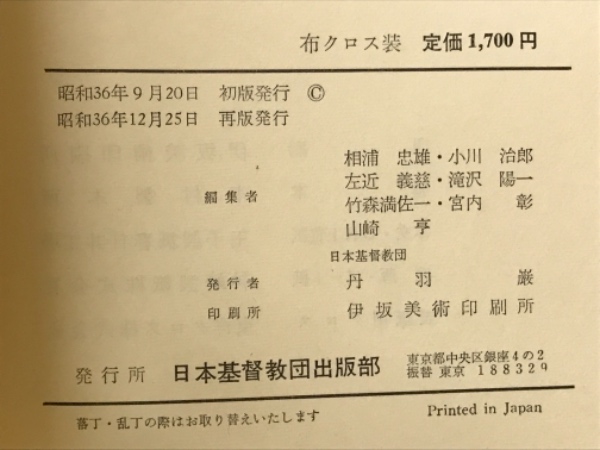 布クロス装 定価1,700円
昭和36年9月20日 初版発行 ©
昭和36年12月25日 再版発行
相浦 忠雄・小川 治郎
左近 義慈・滝沢 陽一
編集者 竹森満佐一・宮内 彰
山崎 亨
日本基督教団
発行者 丹羽 巌
印刷所 伊坂美術印刷所
発行所 日本基督教団出版部 東京都中央区銀座4の2
振替 東京 188329
落丁・乱丁の際はお取り替えいたします Printed in Japan